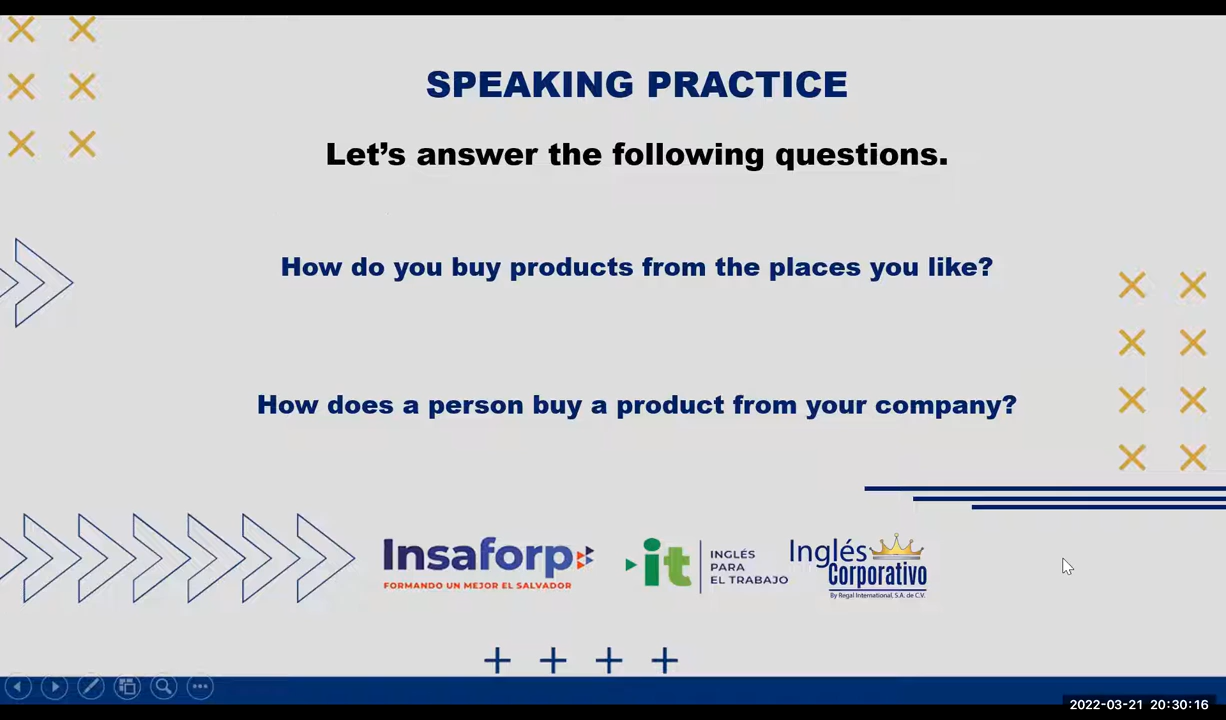 SPEAKING PRACTICE
Let’s answer the following questions.
How do you buy products from the places you like?
How does a person buy a product from your company?
Insaforp
FORMANDO UN MEJOR EL SALVADOR
it
INGLÉS
PARA
EL TRABAJO
Inglés
Corporativo
By Regal International, S.A. de C.V.
2022-03-21 20:30:16